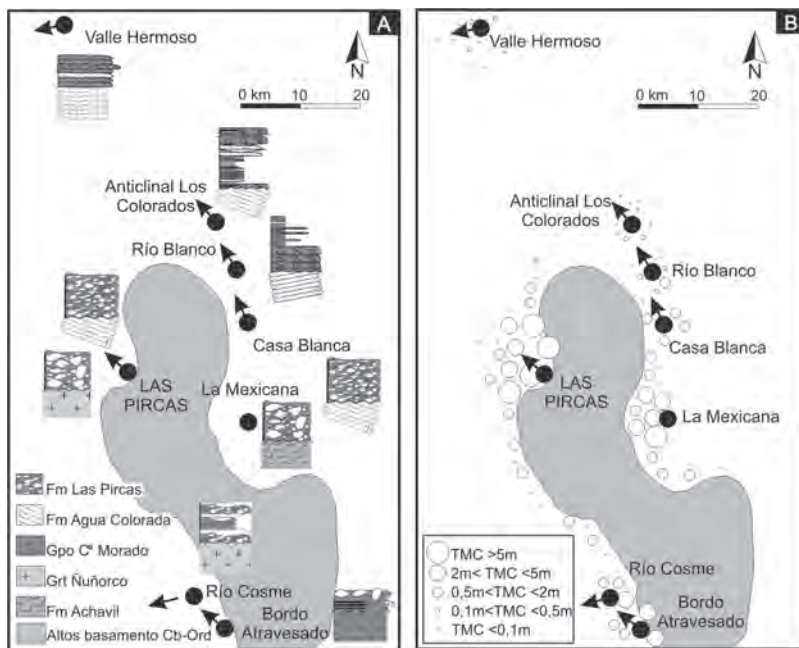 A
Valle Hermoso
N
0 km 10 20
Anticlinal Los
Colorados
Río Blanco
Casa Blanca
LAS
PIRCAS
La Mexicana
Río Cosme
Bordo
Atravesado
Fm Las Pircas
Fm Agua Colorada
Gpo Cº Morado
Grt Ñuñorco
Fm Achavil
Altos basamento Cb-Ord
B
Valle Hermoso
N
0 km 10 20
Anticlinal Los
Colorados
Río Blanco
Casa Blanca
LAS
PIRCAS
La Mexicana
Río Cosme
Bordo
Atravesado
TMC >5m
2m< TMC <5m
0,5m<TMC <2m
0,1m<TMC <0,5m
TMC <0,1m